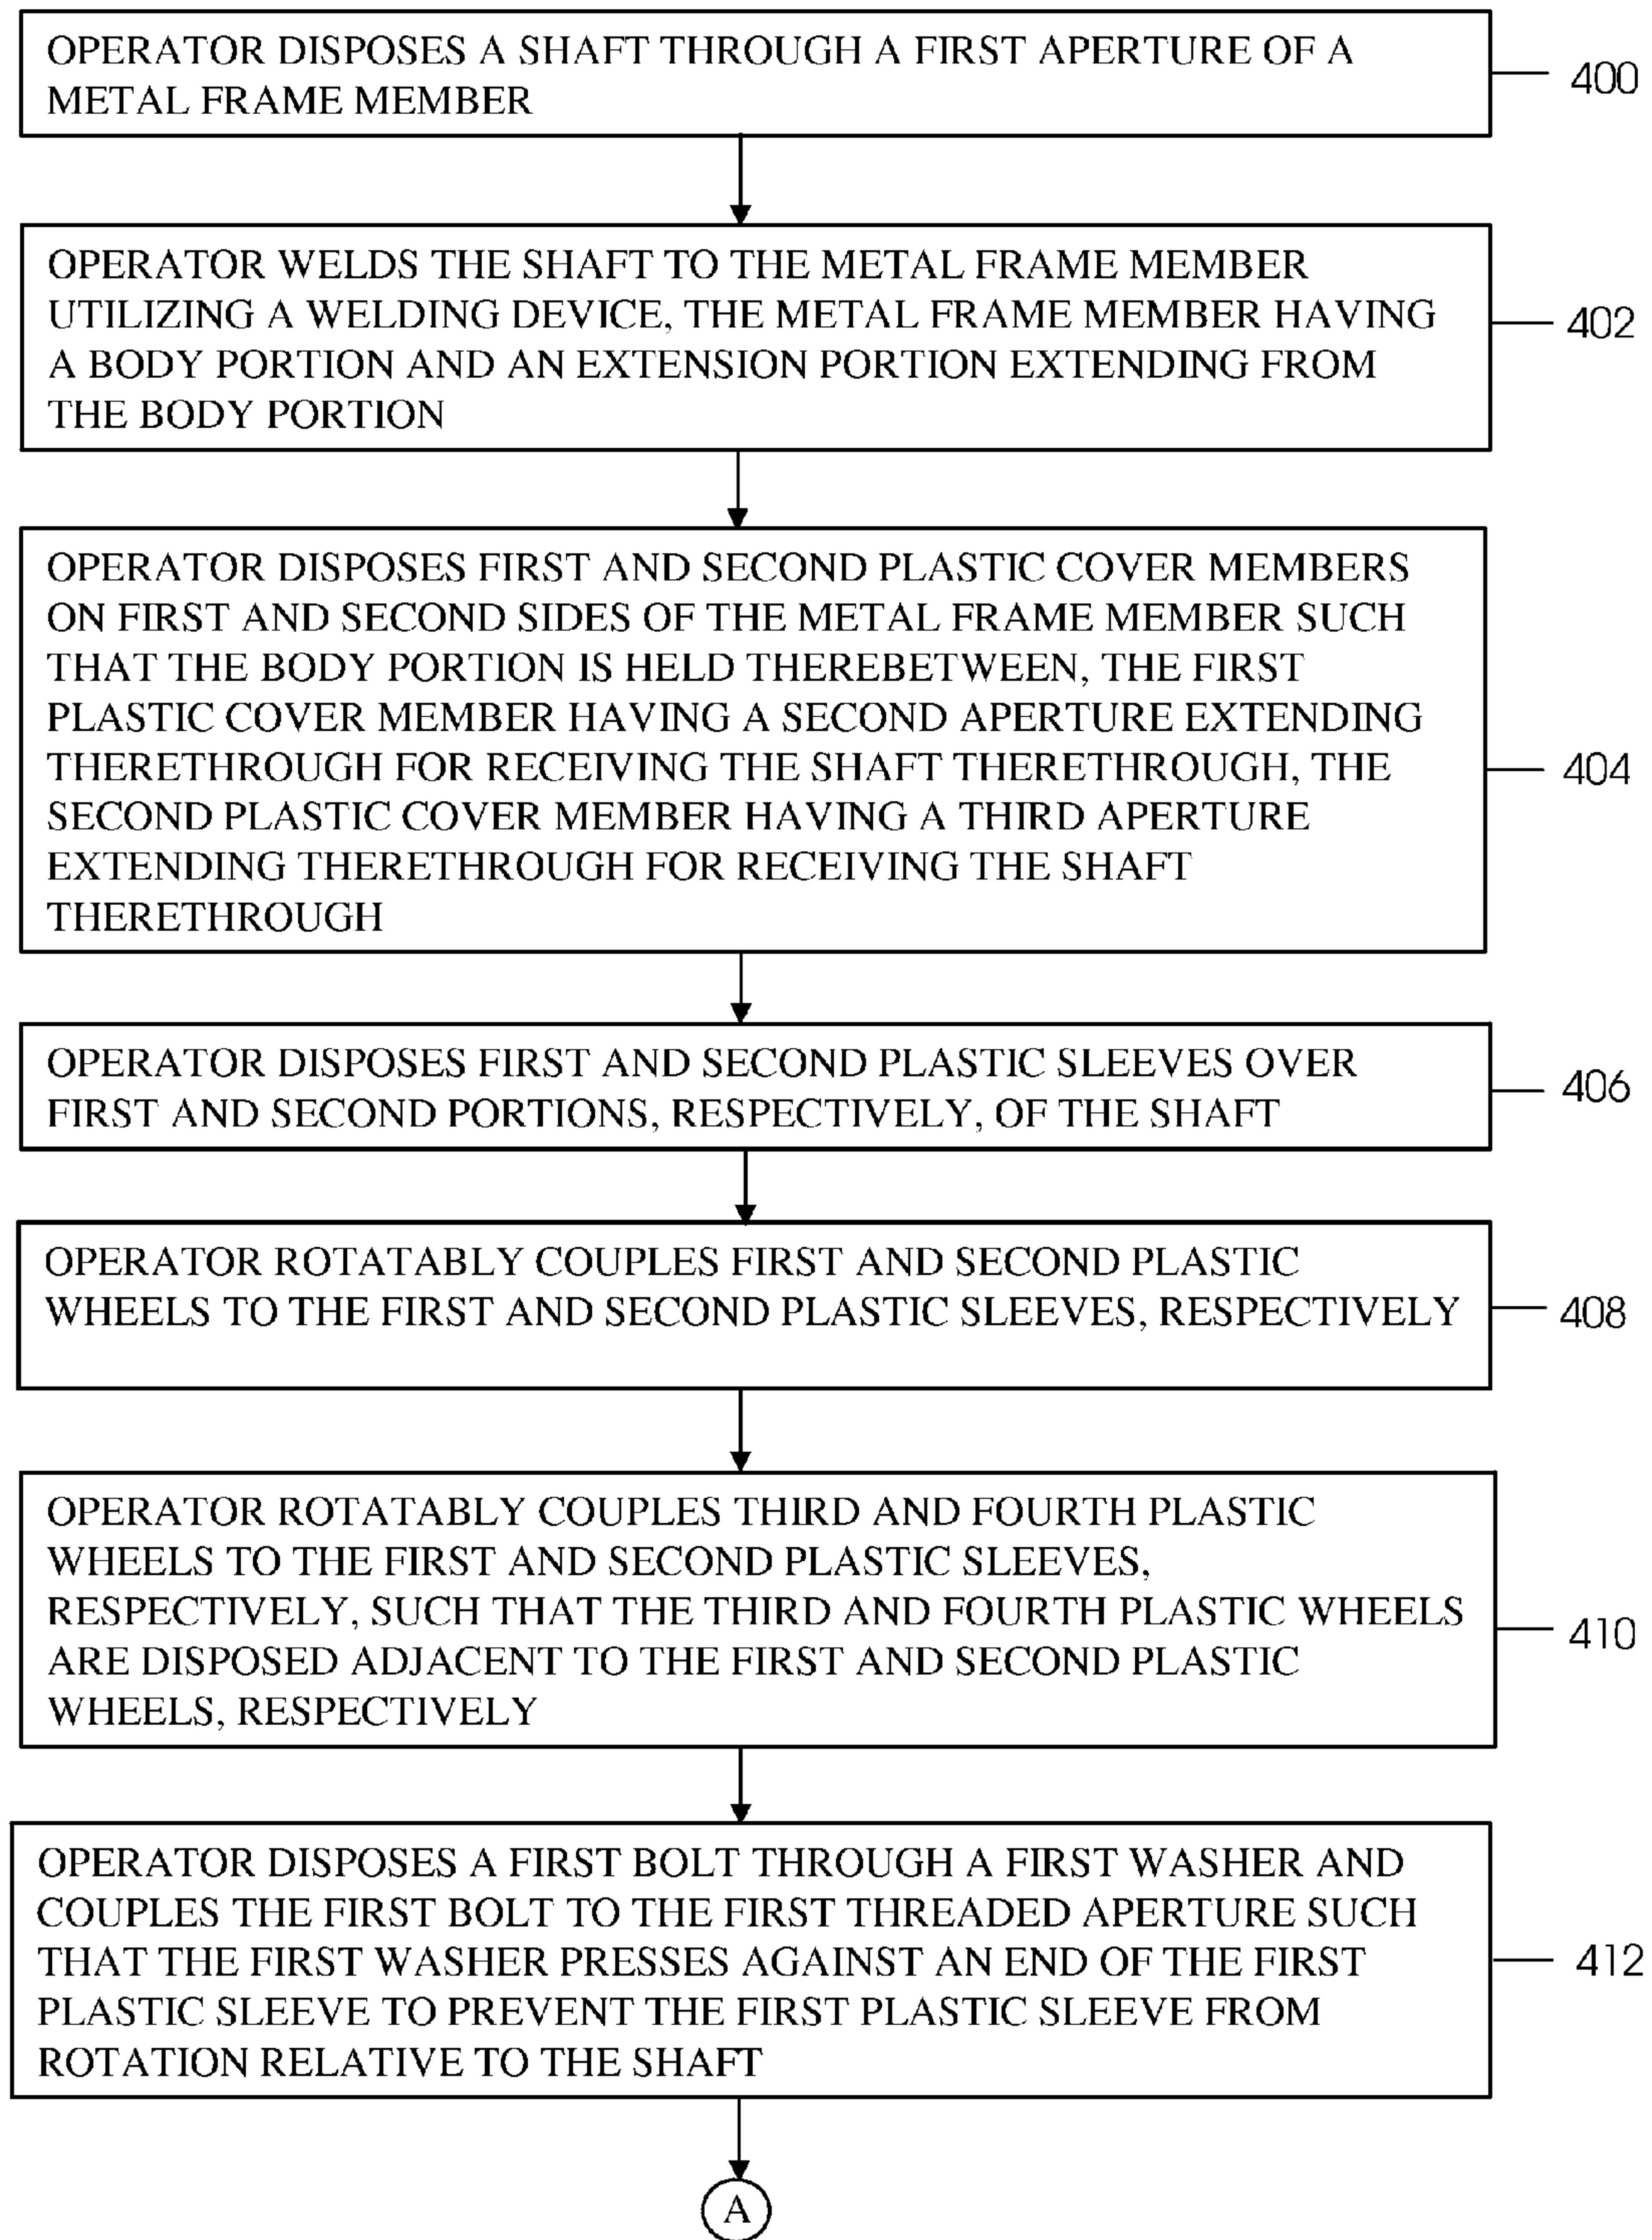 OPERATOR DISPOSES A SHAFT THROUGH A FIRST APERTURE OF A
METAL FRAME MEMBER
400
OPERATOR WELDS THE SHAFT TO THE METAL FRAME MEMBER
UTILIZING A WELDING DEVICE, THE METAL FRAME MEMBER HAVING
A BODY PORTION AND AN EXTENSION PORTION EXTENDING FROM
THE BODY PORTION
402
OPERATOR DISPOSES FIRST AND SECOND PLASTIC COVER MEMBERS
ON FIRST AND SECOND SIDES OF THE METAL FRAME MEMBER SUCH
THAT THE BODY PORTION IS HELD THEREBETWEEN, THE FIRST
PLASTIC COVER MEMBER HAVING A SECOND APERTURE EXTENDING
THERETHROUGH FOR RECEIVING THE SHAFT THERETHROUGH, THE
SECOND PLASTIC COVER MEMBER HAVING A THIRD APERTURE
EXTENDING THERETHROUGH FOR RECEIVING THE SHAFT
THERETHROUGH
404
OPERATOR DISPOSES FIRST AND SECOND PLASTIC SLEEVES OVER
FIRST AND SECOND PORTIONS, RESPECTIVELY, OF THE SHAFT
406
OPERATOR ROTATABLY COUPLES FIRST AND SECOND PLASTIC
WHEELS TO THE FIRST AND SECOND PLASTIC SLEEVES, RESPECTIVELY
408
OPERATOR ROTATABLY COUPLES THIRD AND FOURTH PLASTIC
WHEELS TO THE FIRST AND SECOND PLASTIC SLEEVES,
RESPECTIVELY, SUCH THAT THE THIRD AND FOURTH PLASTIC WHEELS
ARE DISPOSED ADJACENT TO THE FIRST AND SECOND PLASTIC
WHEELS, RESPECTIVELY
410
OPERATOR DISPOSES A FIRST BOLT THROUGH A FIRST WASHER AND
COUPLES THE FIRST BOLT TO THE FIRST THREADED APERTURE SUCH
THAT THE FIRST WASHER PRESSES AGAINST AN END OF THE FIRST
PLASTIC SLEEVE TO PREVENT THE FIRST PLASTIC SLEEVE FROM
ROTATION RELATIVE TO THE SHAFT
412
A